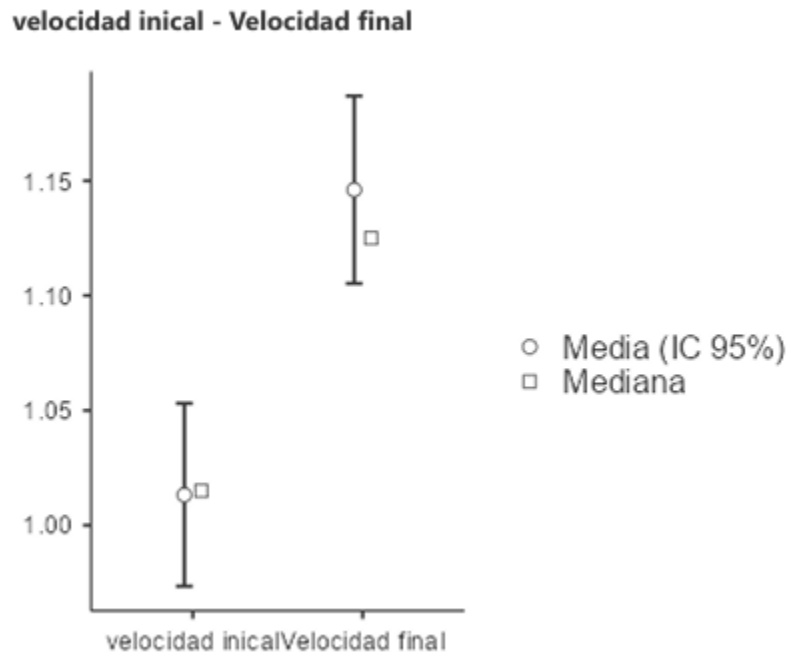 velocidad inical - Velocidad final
1.15
1.10
1.05
1.00
Media (IC 95%)
Mediana
velocidad inicalVelocidad final